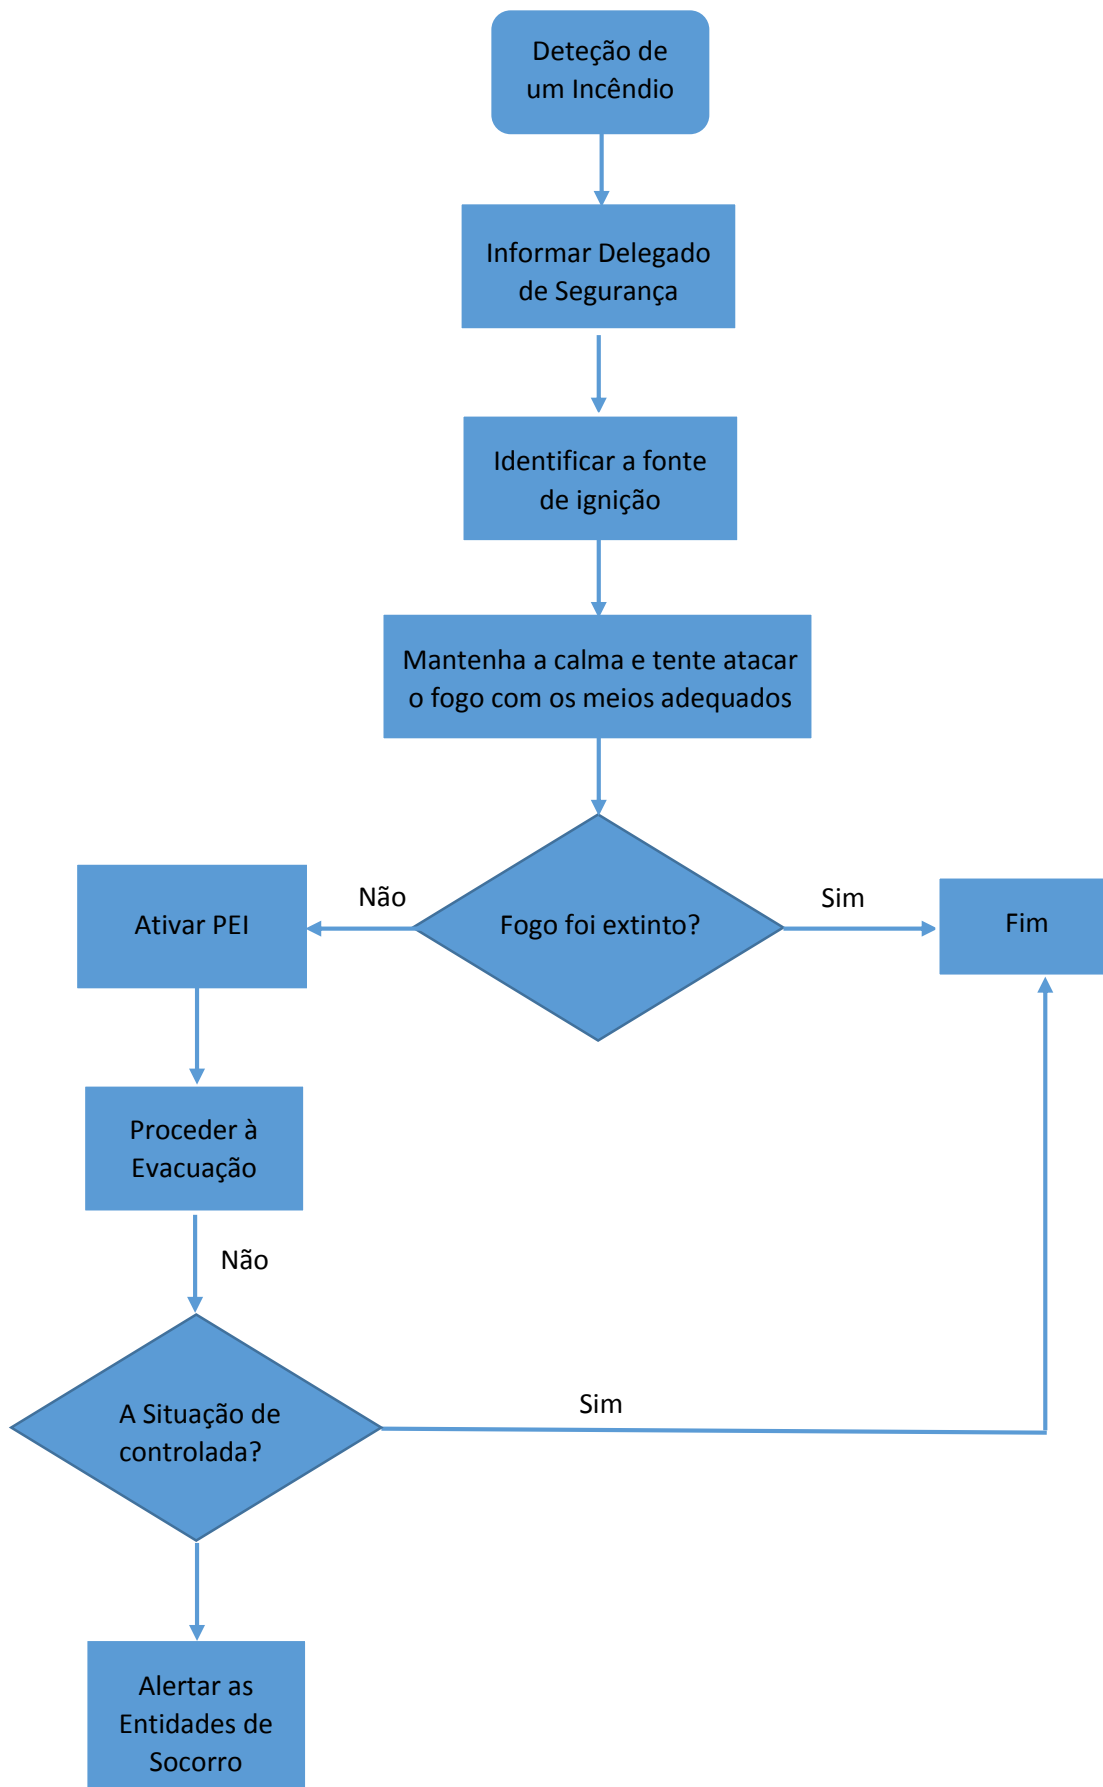 Deteção de
um Incêndio
Informar Delegado
de Segurança
Identificar a fonte
de ignição
Mantenha a calma e tente atacar
o fogo com os meios adequados
Fogo foi extinto?
Não
Sim
Ativar PEI
Fim
Proceder à
Evacuação
Não
A Situação de
controlada?
Sim
Alertar as
Entidades de
Socorro